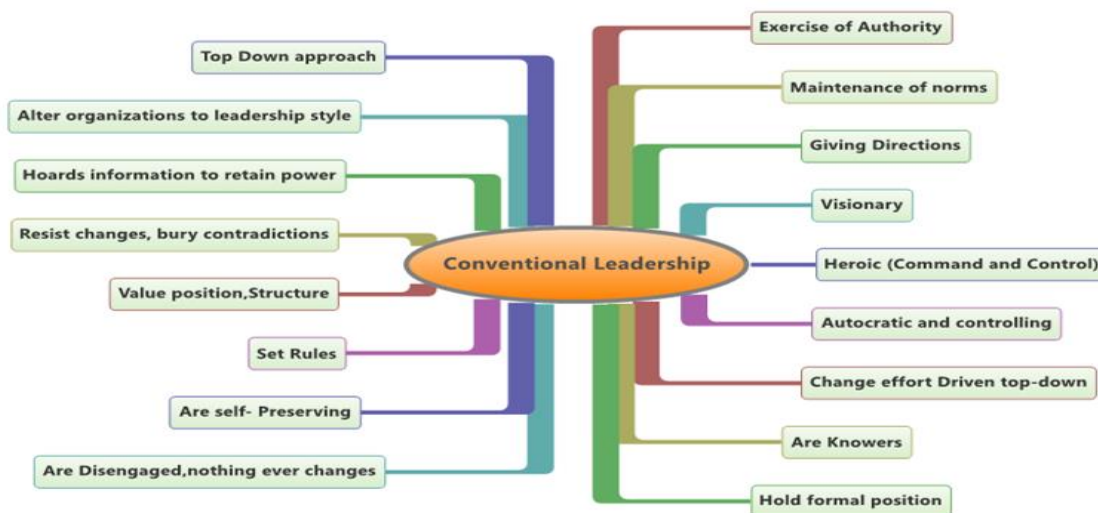 Top Down approach
Alter organizations to leadership style
Hoards information to retain power
Resist changes, bury contradictions
Value position,Structure
Set Rules
Are self- Preserving
Are Disengaged,nothing ever changes
Conventional Leadership
Exercise of Authority
Maintenance of norms
Giving Directions
Visionary
Heroic (Command and Control)
Autocratic and controlling
Change effort Driven top-down
Are Knowers
Hold formal position